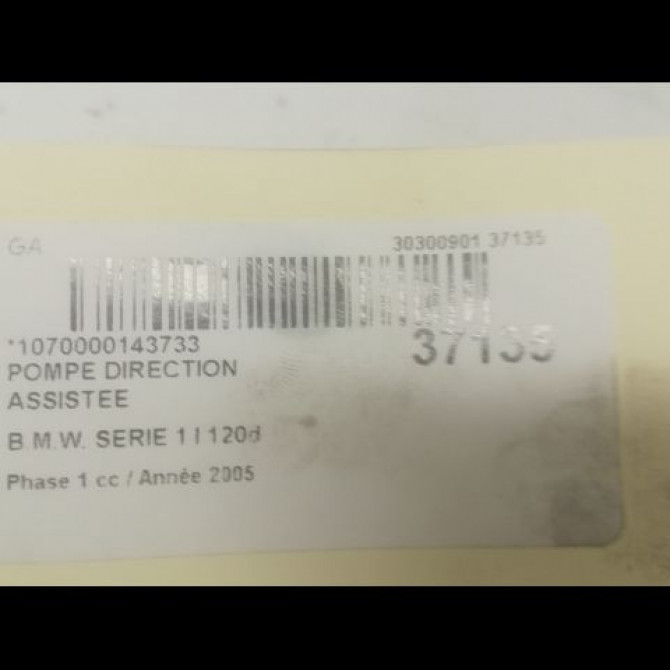 GA
30300901 37135
*1070000143733
37135
POMPE DIRECTION
ASSISTEE
B.M.W. SERIE 1 I 120d
Phase 1 cc / Année 2005